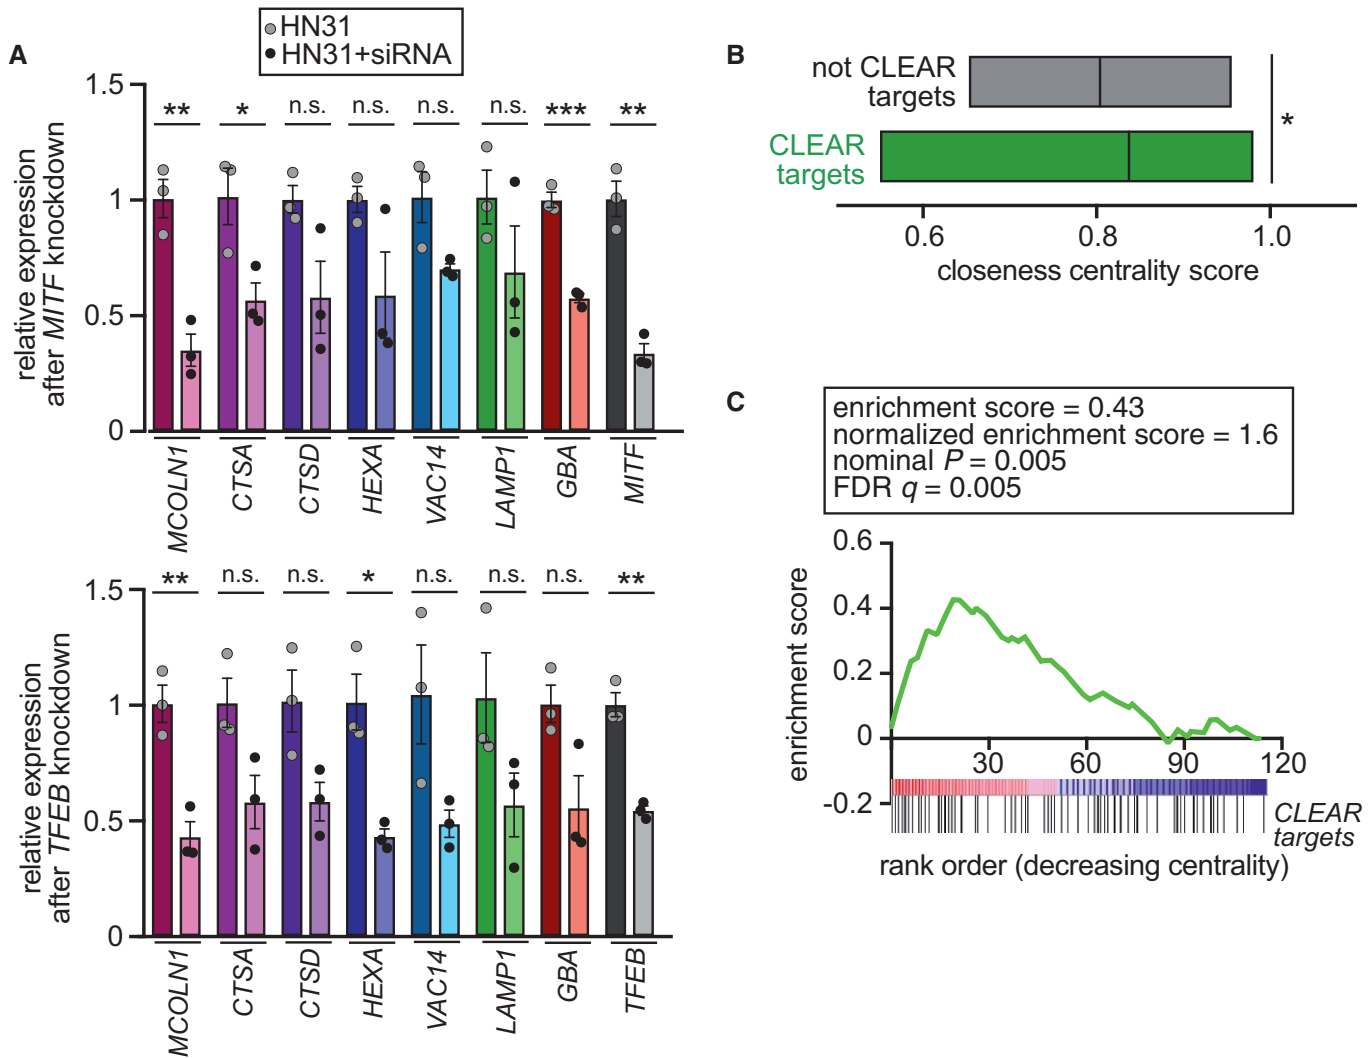 A
HN31
HN31+siRNA
relative expression
after MITF knockdown
1.5
1
0.5
0
** * n.s. n.s. n.s. n.s. *** **
MCOLN1 CTSA CTSD HEXA VAC14 LAMP1 GBA MITF
relative expression
after TFEB knockdown
1.5
1
0.5
0
** n.s. n.s. * n.s. n.s. n.s. **
MCOLN1 CTSA CTSD HEXA VAC14 LAMP1 GBA TFEB
B
not CLEAR
targets
CLEAR
targets
*
0.6 0.8 1.0
closeness centrality score
C
enrichment score = 0.43
normalized enrichment score = 1.6
nominal P = 0.005
FDR q = 0.005
enrichment score
0.6
0.4
0.2
0
-0.2
30 60 90 120
CLEAR
targets
rank order (decreasing centrality)